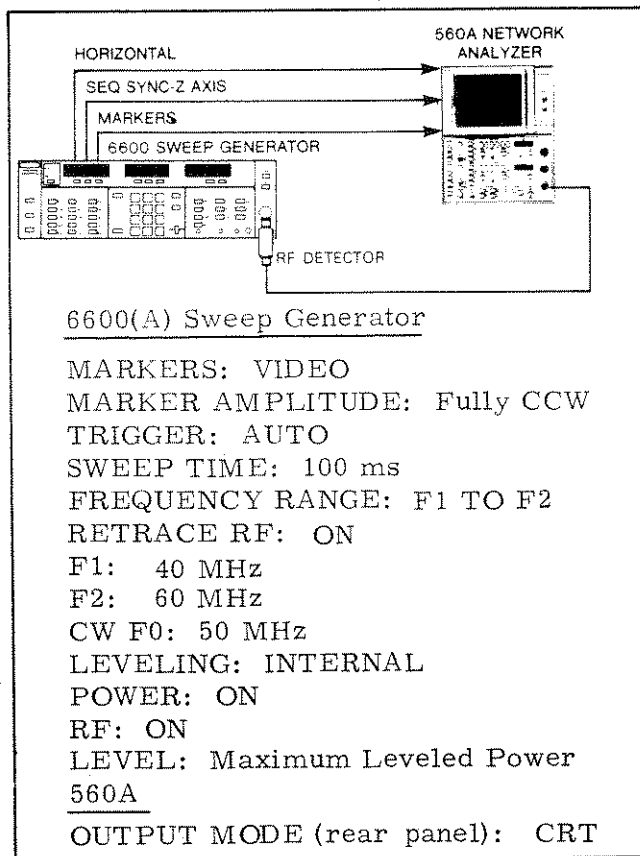 560A NETWORK
ANALYZER
HORIZONTAL
SEQ SYNC-Z AXIS
MARKERS
6600 SWEEP GENERATOR
RF DETECTOR
6600(A) Sweep Generator
MARKERS: VIDEO
MARKER AMPLITUDE: Fully CCW
TRIGGER: AUTO
SWEEP TIME: 100 ms
FREQUENCY RANGE: F1 TO F2
RETRACE RF: ON
F1: 40 MHz
F2: 60 MHz
CW F0: 50 MHz
LEVELING: INTERNAL
POWER: ON
RF: ON
LEVEL: Maximum Leveled Power
560A
OUTPUT MODE (rear panel): CRT